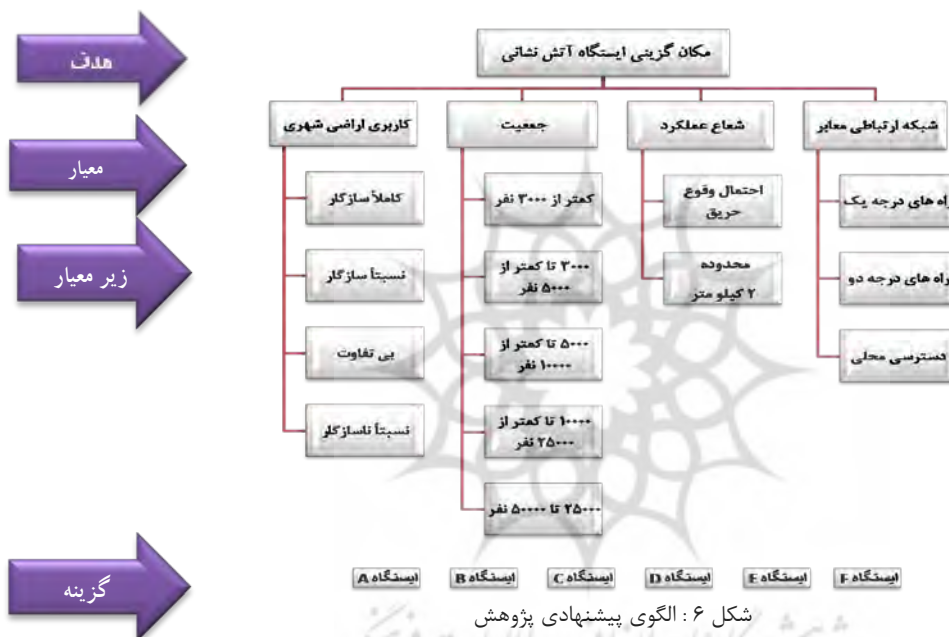 هدف
مکان گزینی ایستگاه آتش نشانی
معیار
شبکه ارتباطی معابر
شعاع عملکرد
جمعیت
کاربری اراضی شهری
زیر معیار
راه های درجه یک
راه های درجه دو
دسترسی محلی
احتمال وقوع
حریق
محدوده
۲ کیلو متر
کمتر از ۳۰۰۰ نفر
۳۰۰۰ تا کمتر از
۵۰۰۰ نفر
۵۰۰۰ تا کمتر از
۱۰۰۰۰ نفر
۱۰۰۰۰ تا کمتر از
۲۵۰۰۰ نفر
۲۵۰۰۰ تا ۵۰۰۰۰ نفر
کاملاً سازگار
نسبتاً سازگار
بی تفاوت
نسبتاً ناسازگار
گزینه
ایستگاه F
ایستگاه E
ایستگاه D
ایستگاه C
ایستگاه B
ایستگاه A
شکل ۶ : الگوی پیشنهادی پژوهش